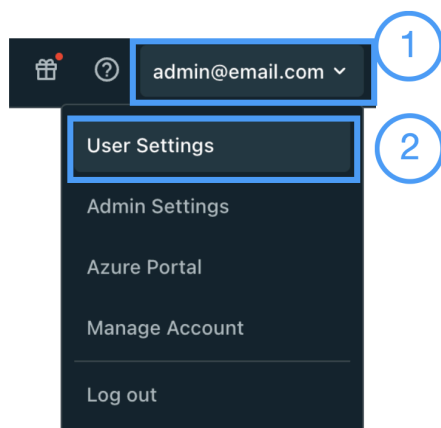 1
admin@email.com
2
User Settings
Admin Settings
Azure Portal
Manage Account
Log out